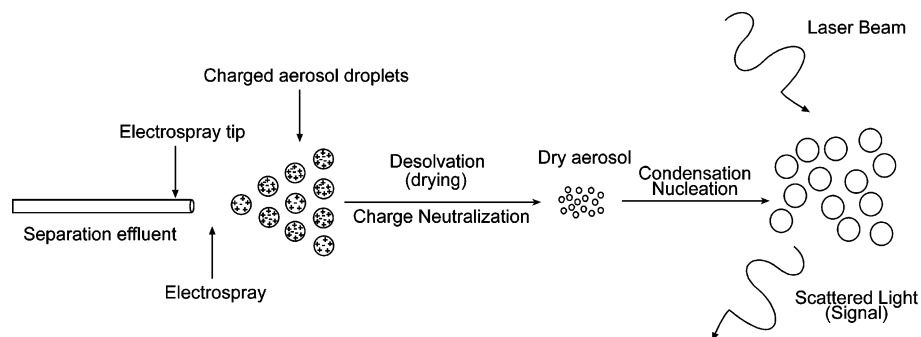 Laser Beam
Charged aerosol droplets
Electrospray tip
Desolvation
(drying)
Dry aerosol
Condensation
Nucleation
Charge Neutralization
Separation effluent
Electrospray
Scattered Light
(Signal)